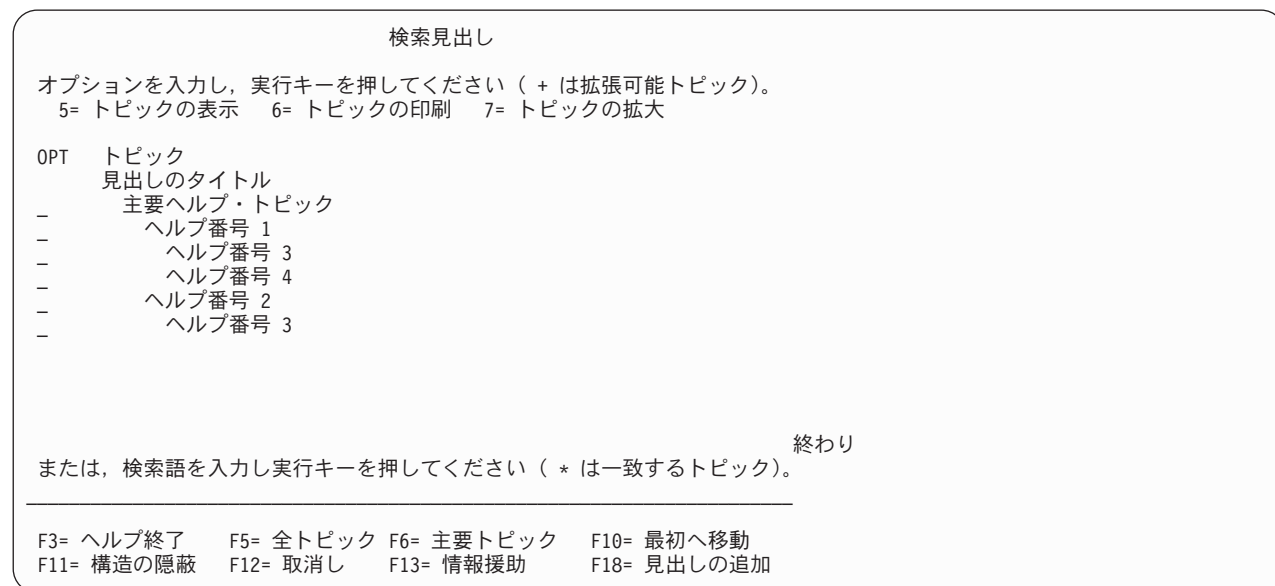 検索見出し
オプションを入力し, 実行キーを押してください ( + は拡張可能トピック)。
5= トピックの表示 6= トピックの印刷 7= トピックの拡大
OPT トピック
見出しのタイトル
_ 主要ヘルプ・トピック
_ ヘルプ番号 1
_ ヘルプ番号 3
_ ヘルプ番号 4
_ ヘルプ番号 2
_ ヘルプ番号 3
終わり
または, 検索語を入力し実行キーを押してください ( * は一致するトピック)。
F3= ヘルプ終了 F5= 全トピック F6= 主要トピック F10= 最初へ移動
F11= 構造の隠蔽 F12= 取消し F13= 情報援助 F18= 見出しの追加